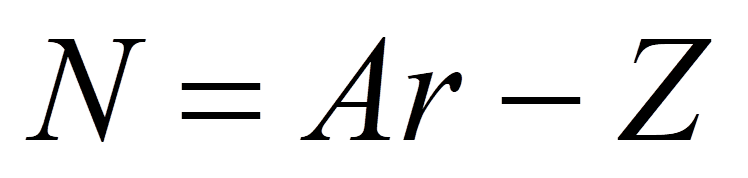 N = Ar − Z